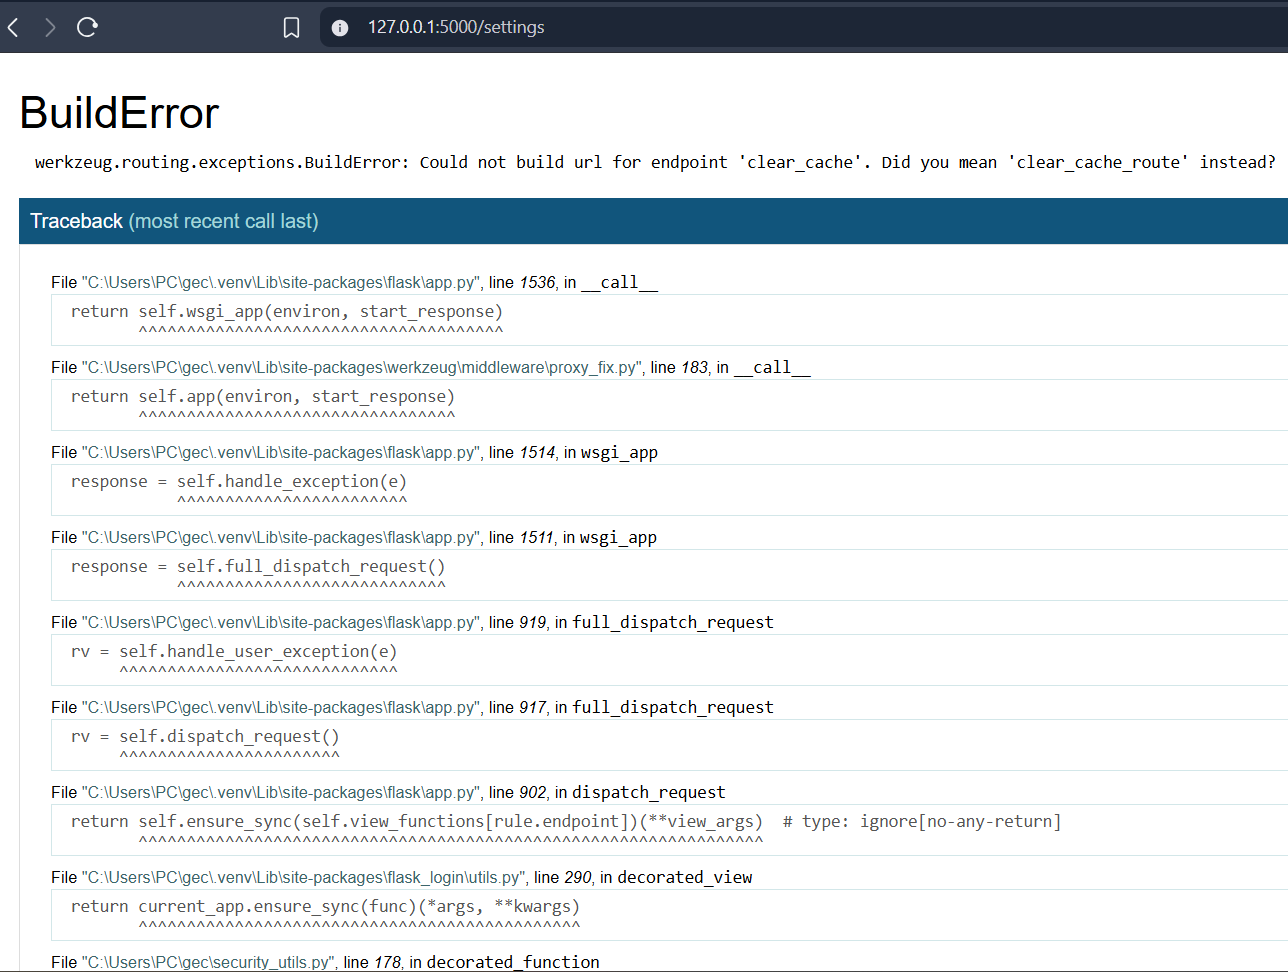 127.0.0.1:5000/settings
BuildError
werkzeug.routing.exceptions.BuildError: Could not build url for endpoint 'clear_cache'. Did you mean 'clear_cache_route' instead?
Traceback (most recent call last)
File "C:\Users\PC\gec\.venv\Lib\site-packages\flask\app.py", line 1536, in __call__
return self.wsgi_app(environ, start_response)
^^^^^^^^^^^^^^^^^^^^^^^^^^^^^^^^^^^^^^
File "C:\Users\PC\gec\.venv\Lib\site-packages\werkzeug\middleware\proxy_fix.py", line 183, in __call__
return self.app(environ, start_response)
^^^^^^^^^^^^^^^^^^^^^^^^^^^^^^^^^
File "C:\Users\PC\gec\.venv\Lib\site-packages\flask\app.py", line 1514, in wsgi_app
response = self.handle_exception(e)
^^^^^^^^^^^^^^^^^^^^^^^^
File "C:\Users\PC\gec\.venv\Lib\site-packages\flask\app.py", line 1511, in wsgi_app
response = self.full_dispatch_request()
^^^^^^^^^^^^^^^^^^^^^^^^^^^^
File "C:\Users\PC\gec\.venv\Lib\site-packages\flask\app.py", line 919, in full_dispatch_request
rv = self.handle_user_exception(e)
^^^^^^^^^^^^^^^^^^^^^^^^^^^^^
File "C:\Users\PC\gec\.venv\Lib\site-packages\flask\app.py", line 917, in full_dispatch_request
rv = self.dispatch_request()
^^^^^^^^^^^^^^^^^^^^^^^
File "C:\Users\PC\gec\.venv\Lib\site-packages\flask\app.py", line 902, in dispatch_request
return self.ensure_sync(self.view_functions[rule.endpoint])(**view_args)  # type: ignore[no-any-return]
^^^^^^^^^^^^^^^^^^^^^^^^^^^^^^^^^^^^^^^^^^^^^^^^^^^^^^^^^^^^^^^^^
File "C:\Users\PC\gec\.venv\Lib\site-packages\flask_login\utils.py", line 290, in decorated_view
return current_app.ensure_sync(func)(*args, **kwargs)
^^^^^^^^^^^^^^^^^^^^^^^^^^^^^^^^^^^^^^^^^^^^^^
File "C:\Users\PC\gec\security_utils.py", line 178, in decorated_function